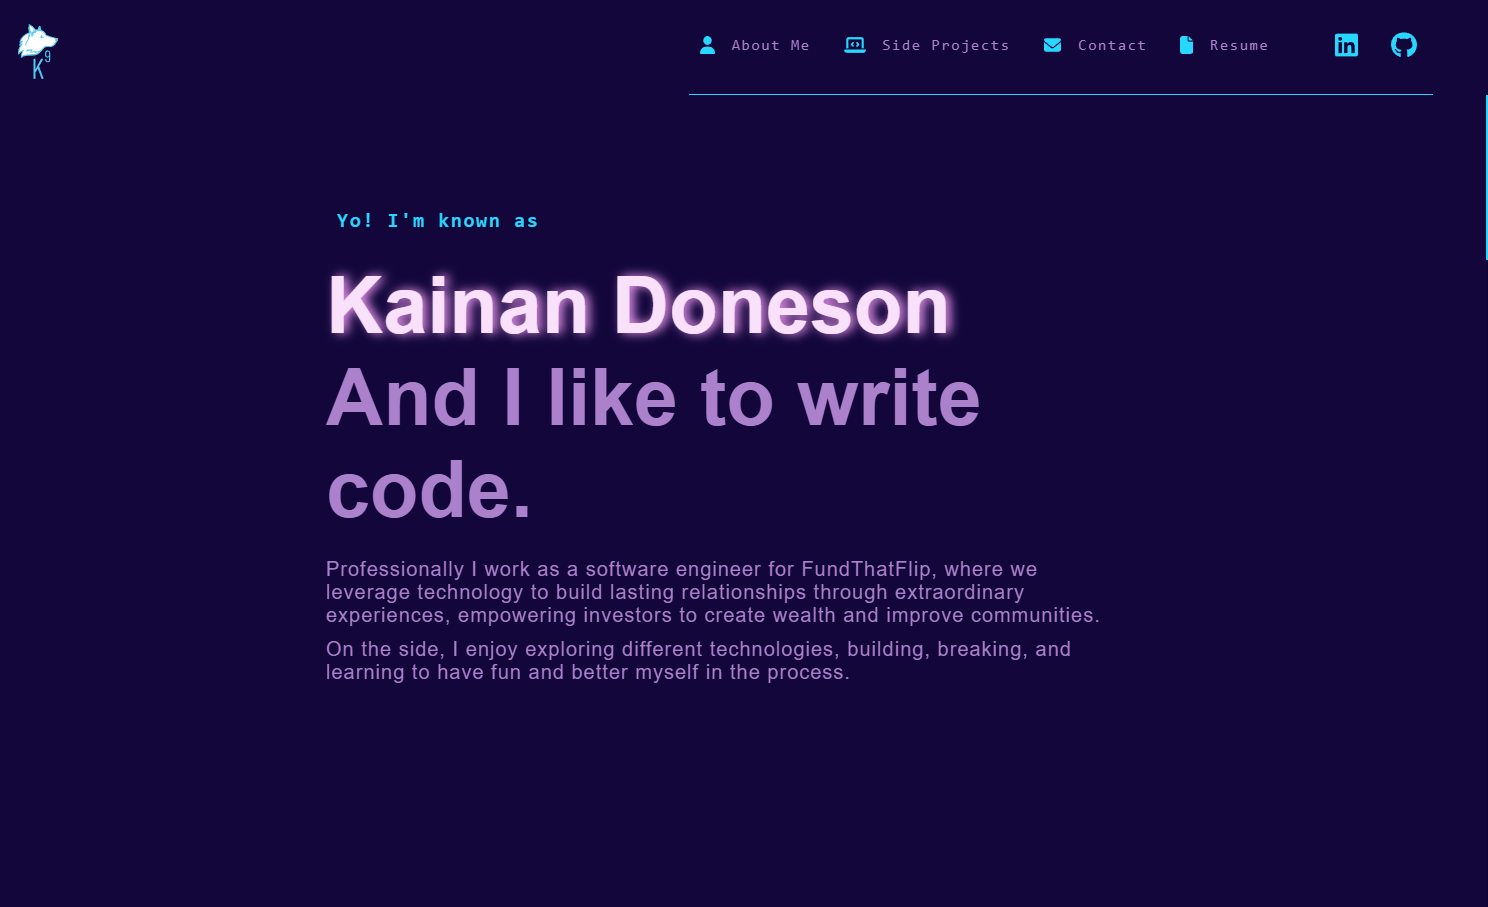 K9
About Me Side Projects Contact Resume
Yo! I'm known as
Kainan Doneson
And I like to write
code.
Professionally I work as a software engineer for FundThatFlip, where we
leverage technology to build lasting relationships through extraordinary
experiences, empowering investors to create wealth and improve communities.
On the side, I enjoy exploring different technologies, building, breaking, and
learning to have fun and better myself in the process.